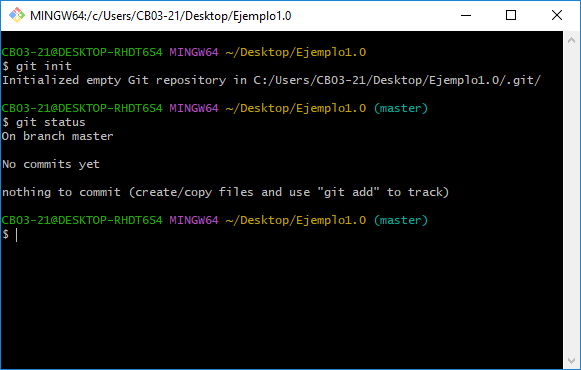 MINGW64:/c/Users/CB03-21/Desktop/Ejemplo1.0
CB03-21@DESKTOP-RHDT6S4 MINGW64 ~/Desktop/Ejemplo1.0
$ git init
Initialized empty Git repository in C:/Users/CB03-21/Desktop/Ejemplo1.0/.git/
CB03-21@DESKTOP-RHDT6S4 MINGW64 ~/Desktop/Ejemplo1.0 (master)
$ git status
On branch master
No commits yet
nothing to commit (create/copy files and use "git add" to track)
CB03-21@DESKTOP-RHDT6S4 MINGW64 ~/Desktop/Ejemplo1.0 (master)
$